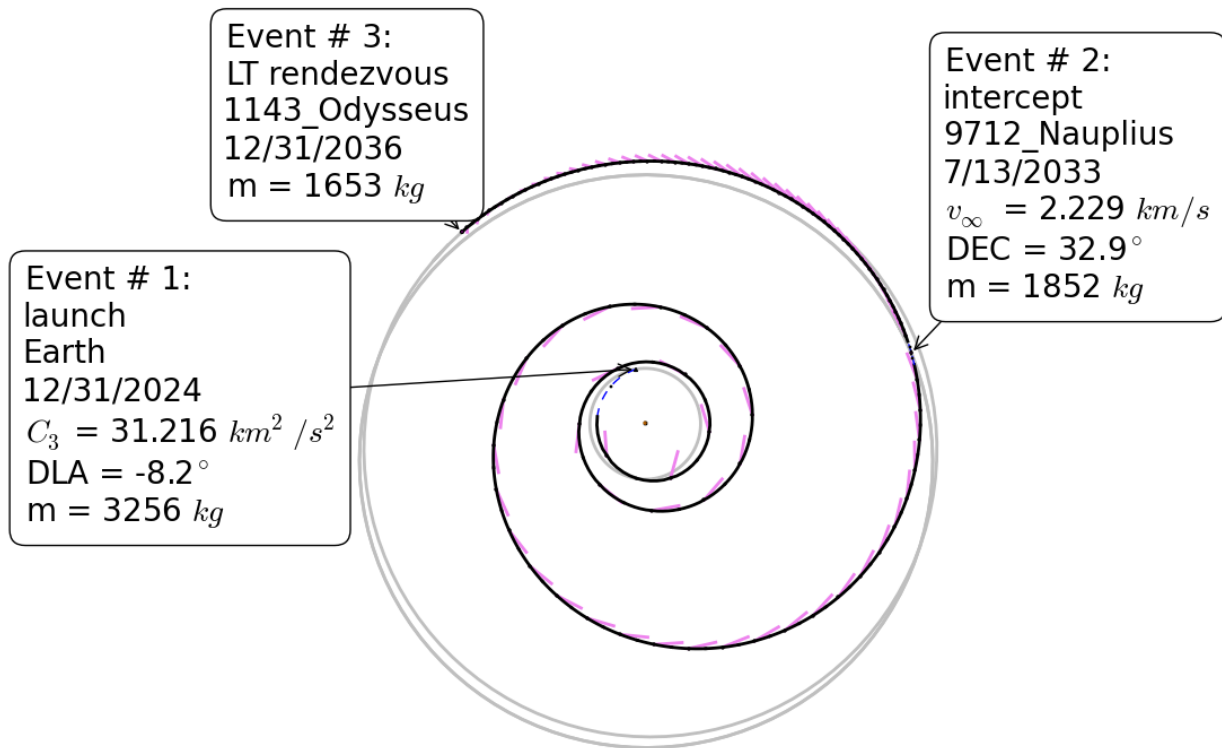 Event # 3:
LT rendezvous
1143_Odysseus
12/31/2036
m = 1653 kg
Event # 2:
intercept
9712_Nauplius
7/13/2033
v∞ = 2.229 km/s
DEC = 32.9°
m = 1852 kg
Event # 1:
launch
Earth
12/31/2024
C₃ = 31.216 km² /s²
DLA = -8.2°
m = 3256 kg